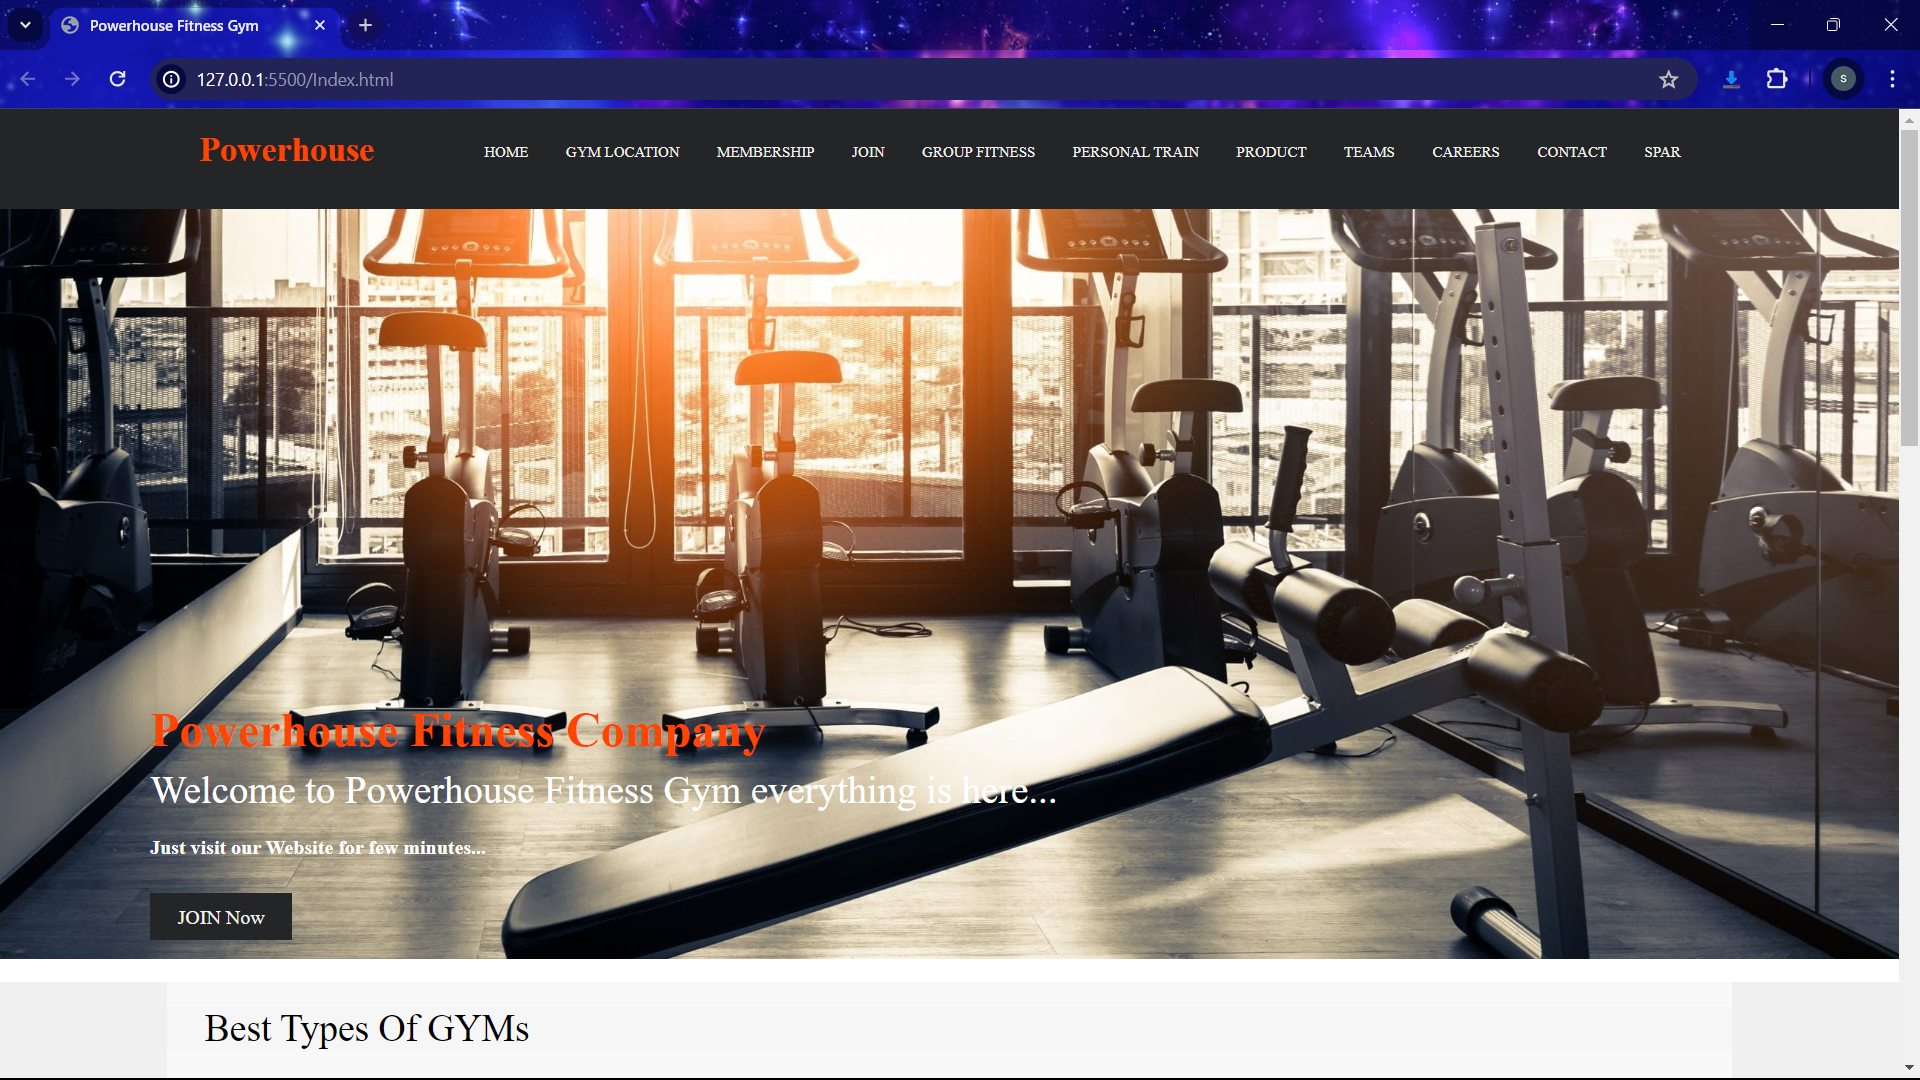 Powerhouse Fitness Gym
127.0.0.1:5500/Index.html
S
Powerhouse
HOME GYM LOCATION MEMBERSHIP JOIN GROUP FITNESS PERSONAL TRAIN PRODUCT TEAMS CAREERS CONTACT SPAR
Powerhouse Fitness Company
Welcome to Powerhouse Fitness Gym everything is here...
Just visit our Website for few minutes...
JOIN Now
Best Types Of GYMs